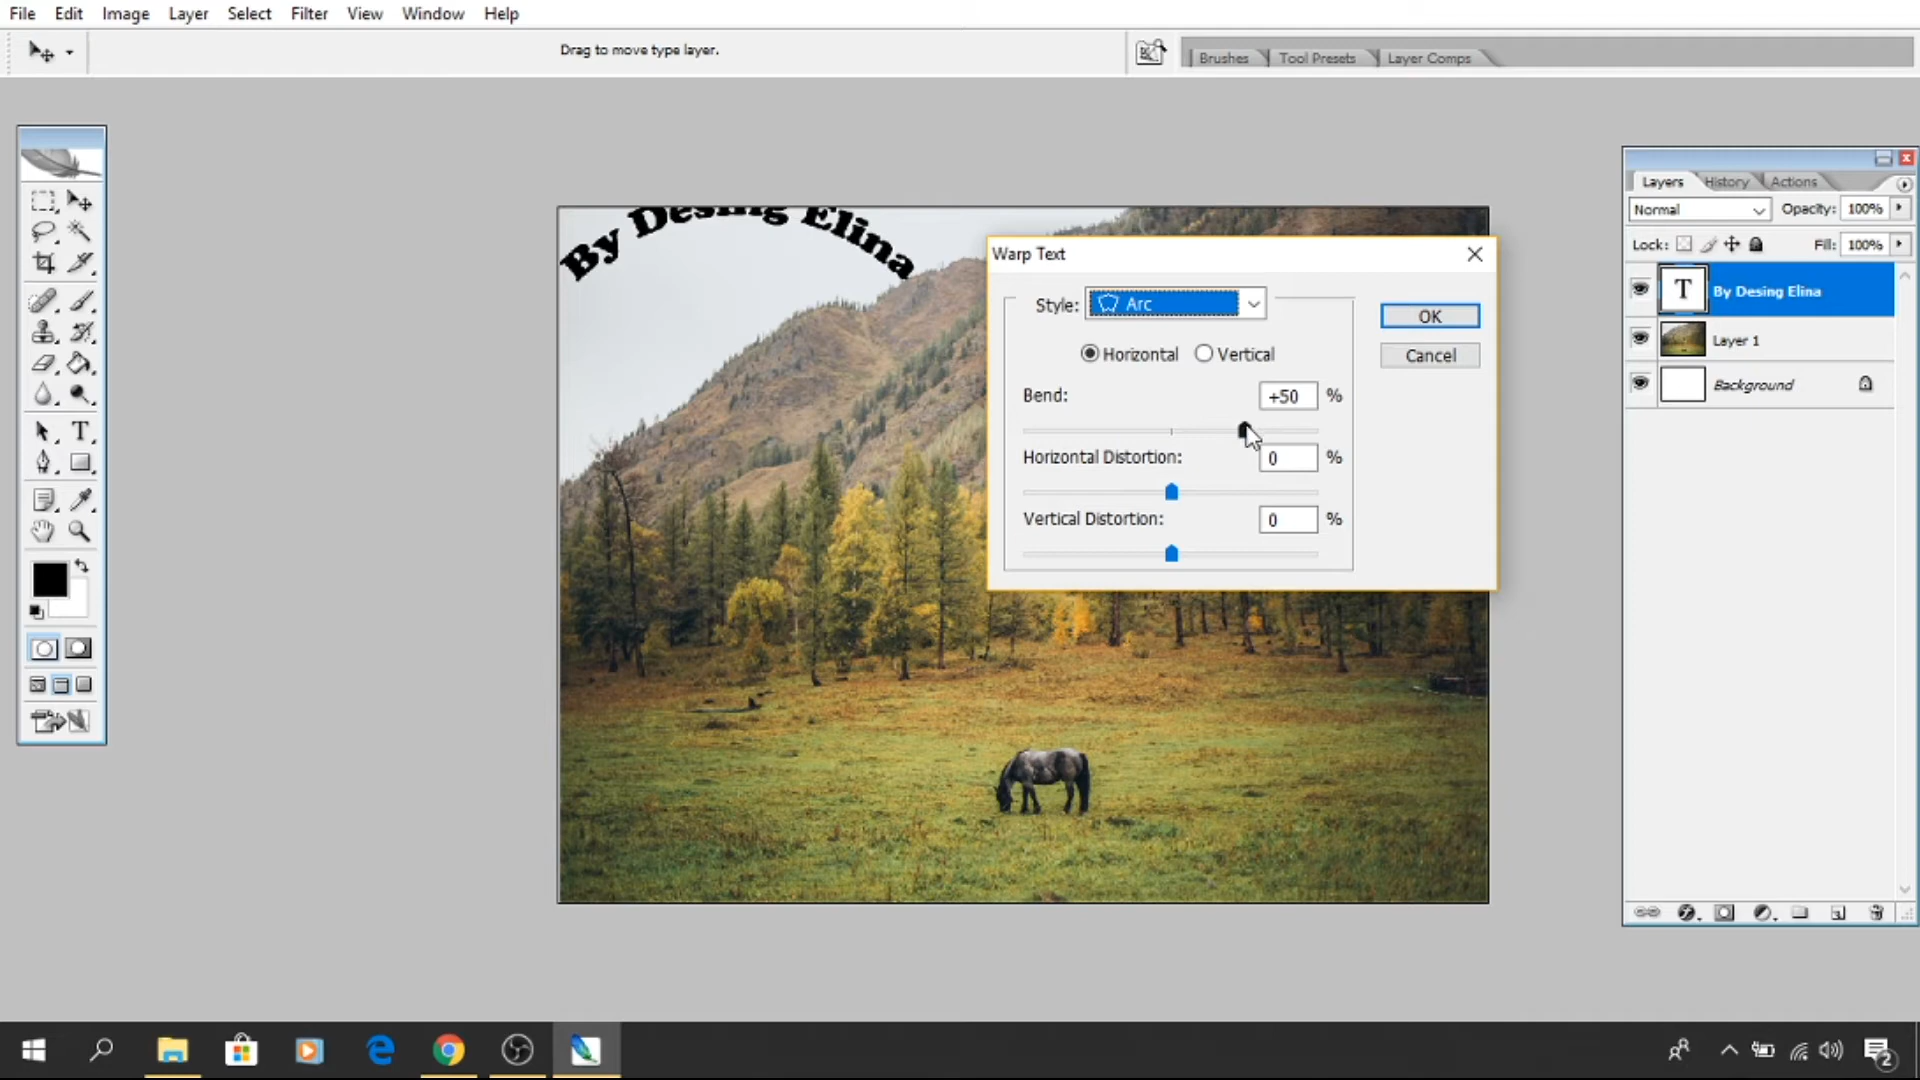 File Edit Image Layer Select Filter View Window Help
Drag to move type layer.
Brushes Tool Presets Layer Comps
Layers History Actions
Normal Opacity: 100%
Lock: Fill: 100%
T By Desing Elina
Layer 1
Background
By Desing Elina
Warp Text
Style: Arc
OK
Horizontal Vertical
Cancel
Bend: +50 %
Horizontal Distortion: 0 %
Vertical Distortion: 0 %
T
2